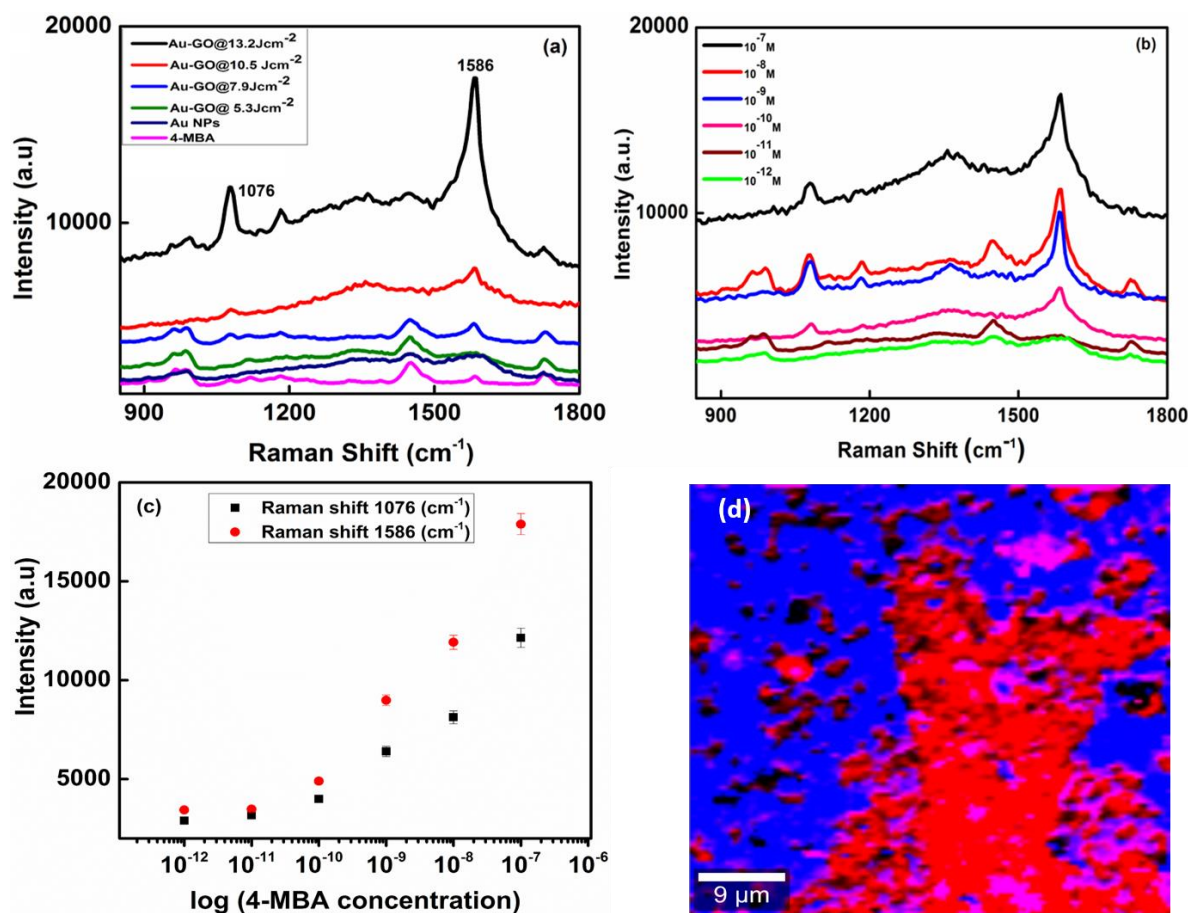 20000
(a)
Au-GO@13.2Jcm⁻²
Au-GO@10.5 Jcm⁻²
Au-GO@7.9Jcm⁻²
Au-GO@ 5.3Jcm⁻²
Au NPs
4-MBA
1586
1076
10000
Intensity (a.u)
900 1200 1500 1800
Raman Shift (cm⁻¹)
20000
(b)
10⁻⁷M
10⁻⁸M
10⁻⁹M
10⁻¹⁰M
10⁻¹¹M
10⁻¹²M
10000
Intensity (a.u.)
900 1200 1500 1800
Raman Shift (cm⁻¹)
20000
(c)
Raman shift 1076 (cm⁻¹)
Raman shift 1586 (cm⁻¹)
15000
10000
5000
Intensity (a.u)
10⁻¹² 10⁻¹¹ 10⁻¹⁰ 10⁻⁹ 10⁻⁸ 10⁻⁷ 10⁻⁶
log (4-MBA concentration)
(d)
9 µm